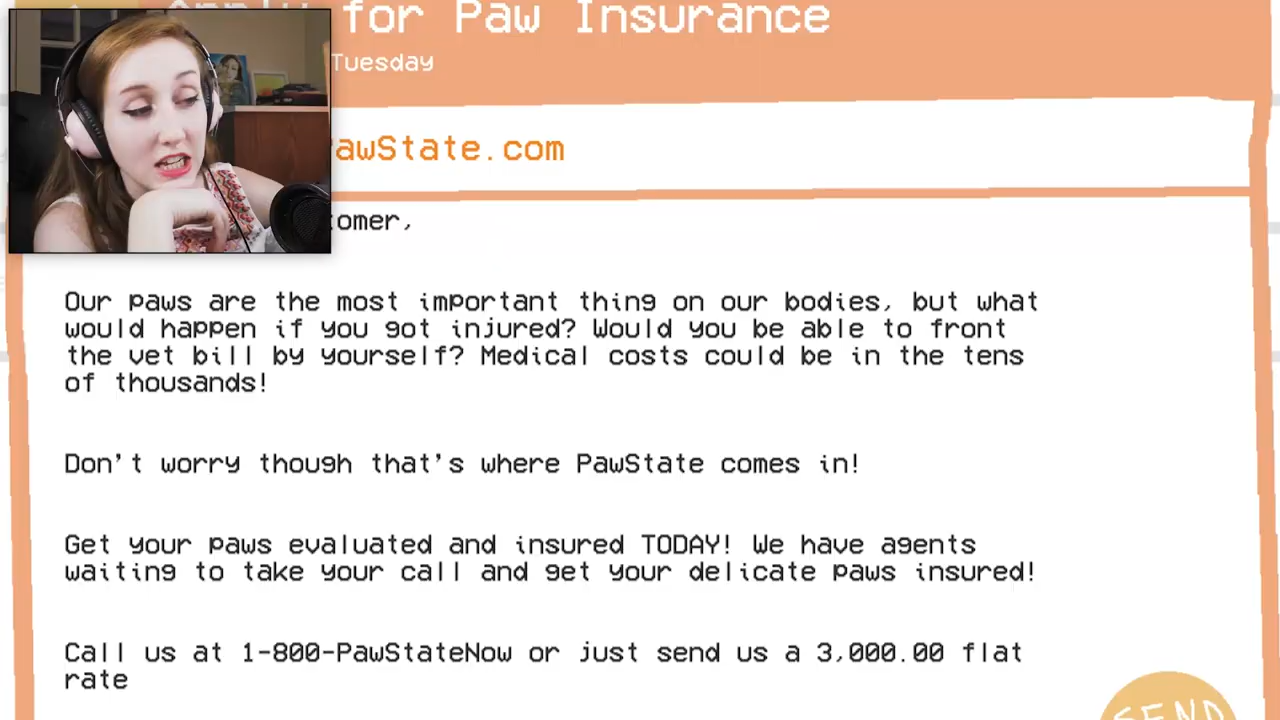 for Paw Insurance
Tuesday
awState.com
omer,
Our paws are the most important thing on our bodies, but what
would happen if you got injured? Would you be able to front
the vet bill by yourself? Medical costs could be in the tens
of thousands!
Don't worry though that's where PawState comes in!
Get your paws evaluated and insured TODAY! We have agents
waiting to take your call and get your delicate paws insured!
Call us at 1-800-PawStateNow or just send us a 3,000.00 flat
rate
SEND